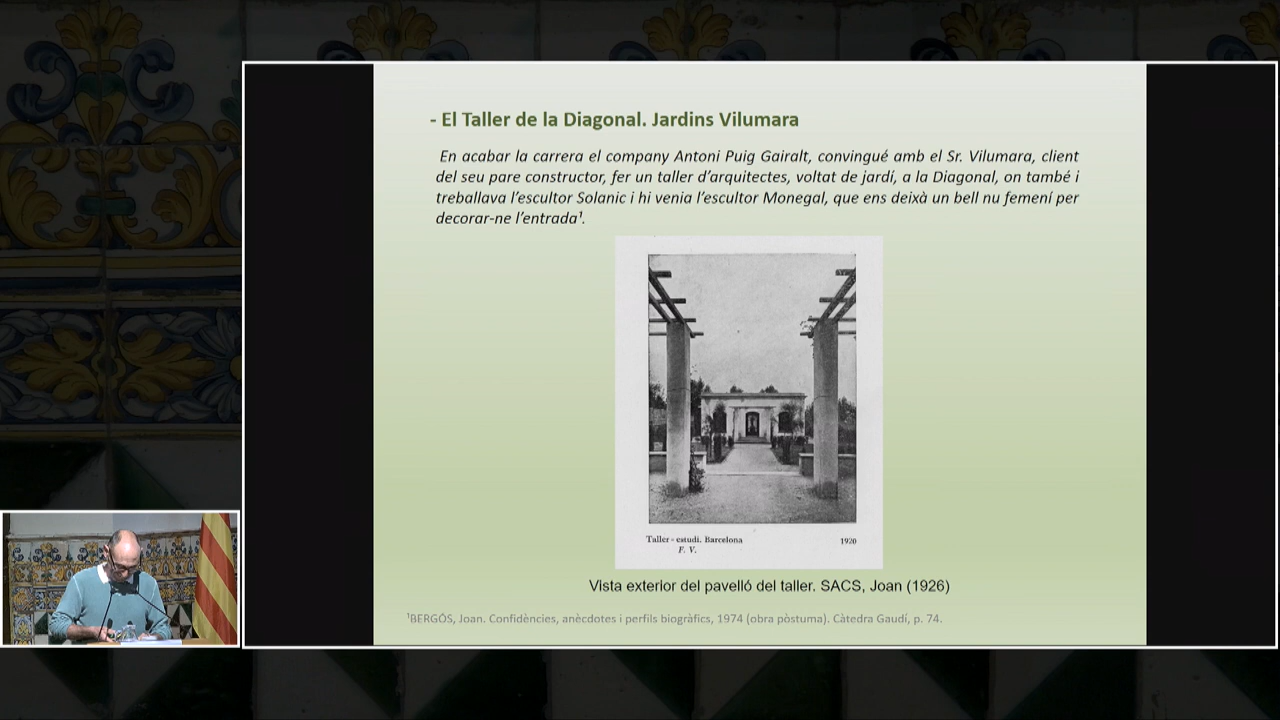 - El Taller de la Diagonal. Jardins Vilumara
En acabar la carrera el company Antoni Puig Gairalt, convingué amb el Sr. Vilumara, client
del seu pare constructor, fer un taller d’arquitectes, voltat de jardí, a la Diagonal, on també i
treballava l’escultor Solanic i hi venia l’escultor Monegal, que ens deixà un bell nu femení per
decorar-ne l’entrada¹.
Taller - estudi. Barcelona 1920
F. V.
Vista exterior del pavelló del taller. SACS, Joan (1926)
¹BERGÓS, Joan. Confidències, anècdotes i perfils biogràfics, 1974 (obra pòstuma). Càtedra Gaudí, p. 74.